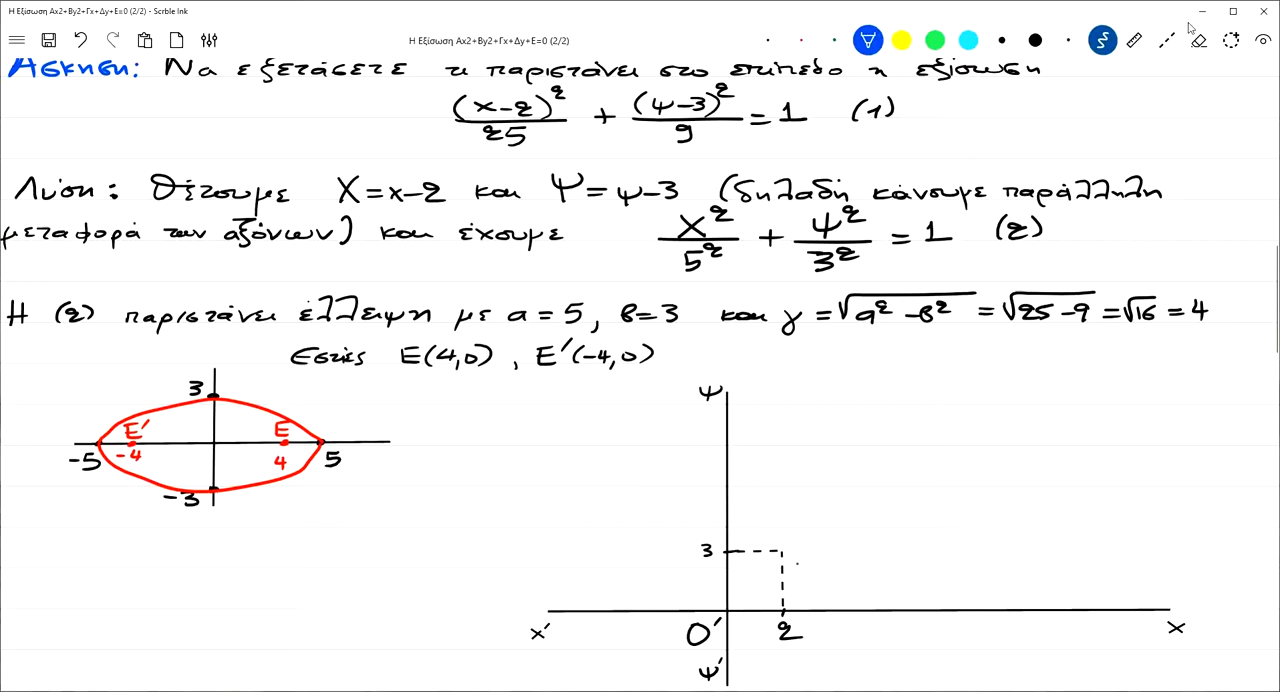 Η Εξίσωση Αx2+Βy2+Γx+Δy+Ε=0 (2/2) - Scrble Ink
Η Εξίσωση Αx2+Βy2+Γx+Δy+Ε=0 (2/2)
Άσκηση: Να εξετάσετε τι παριστάνει στο επίπεδο η εξίσωση
(x-2)²/25 + (ψ-3)²/9 = 1 (1)
Λύση: Θέτουμε X=x-2 και Ψ=ψ-3 (δηλαδή κάνουμε παράλληλη
μεταφορά των αξόνων) και έχουμε X²/5² + Ψ²/3² = 1 (2)
Η (2) παριστάνει έλλειψη με α=5, β=3 και γ=√α²-β² = √25-9 = √16 = 4
Εστίες Ε(4,0), Ε'(-4,0)
3
Ε' Ε
-5 -4 4 5
-3
Ψ
3
x' Ο' 2 x
Ψ'